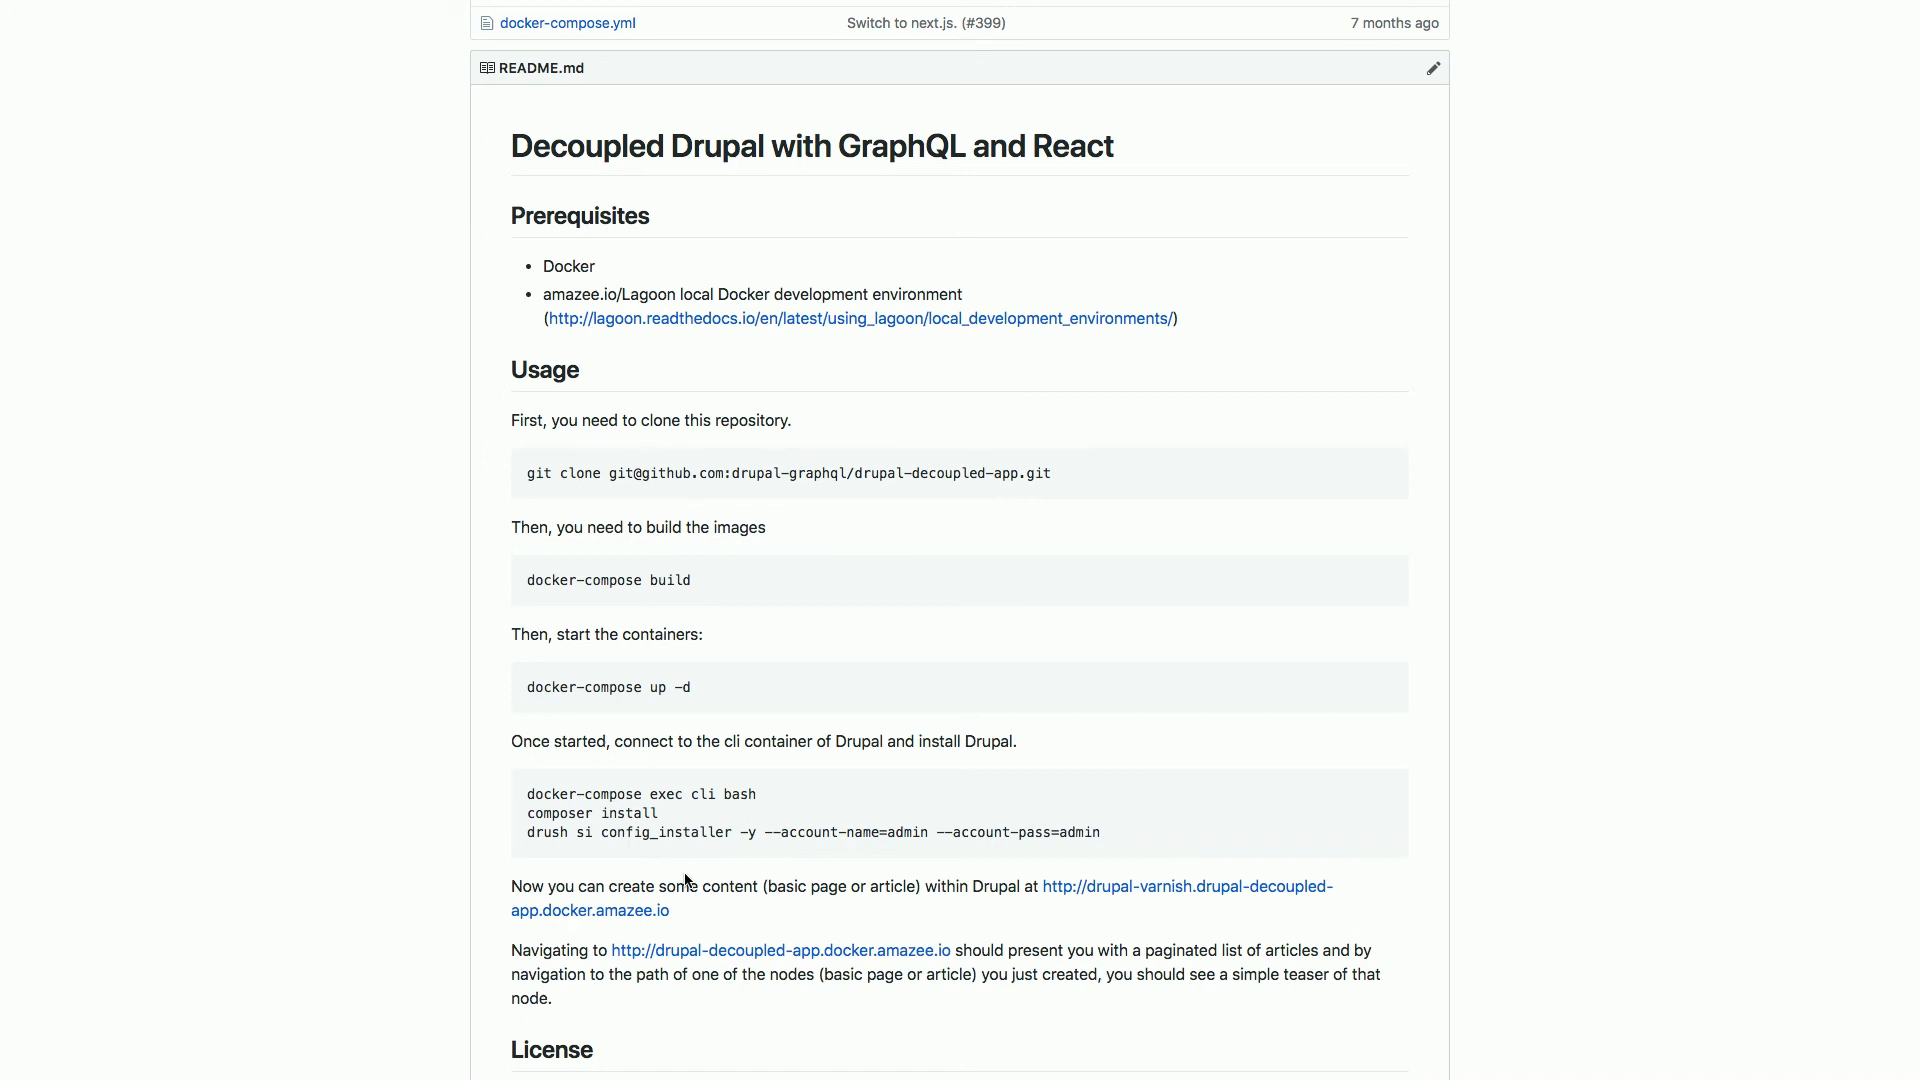 docker-compose.yml Switch to next.js. (#399) 7 months ago
README.md
Decoupled Drupal with GraphQL and React
Prerequisites
• Docker
• amazee.io/Lagoon local Docker development environment
(http://lagoon.readthedocs.io/en/latest/using_lagoon/local_development_environments/)
Usage
First, you need to clone this repository.
git clone git@github.com:drupal-graphql/drupal-decoupled-app.git
Then, you need to build the images
docker-compose build
Then, start the containers:
docker-compose up -d
Once started, connect to the cli container of Drupal and install Drupal.
docker-compose exec cli bash
composer install
drush si config_installer -y --account-name=admin --account-pass=admin
Now you can create some content (basic page or article) within Drupal at http://drupal-varnish.drupal-decoupled-
app.docker.amazee.io
Navigating to http://drupal-decoupled-app.docker.amazee.io should present you with a paginated list of articles and by
navigation to the path of one of the nodes (basic page or article) you just created, you should see a simple teaser of that
node.
License